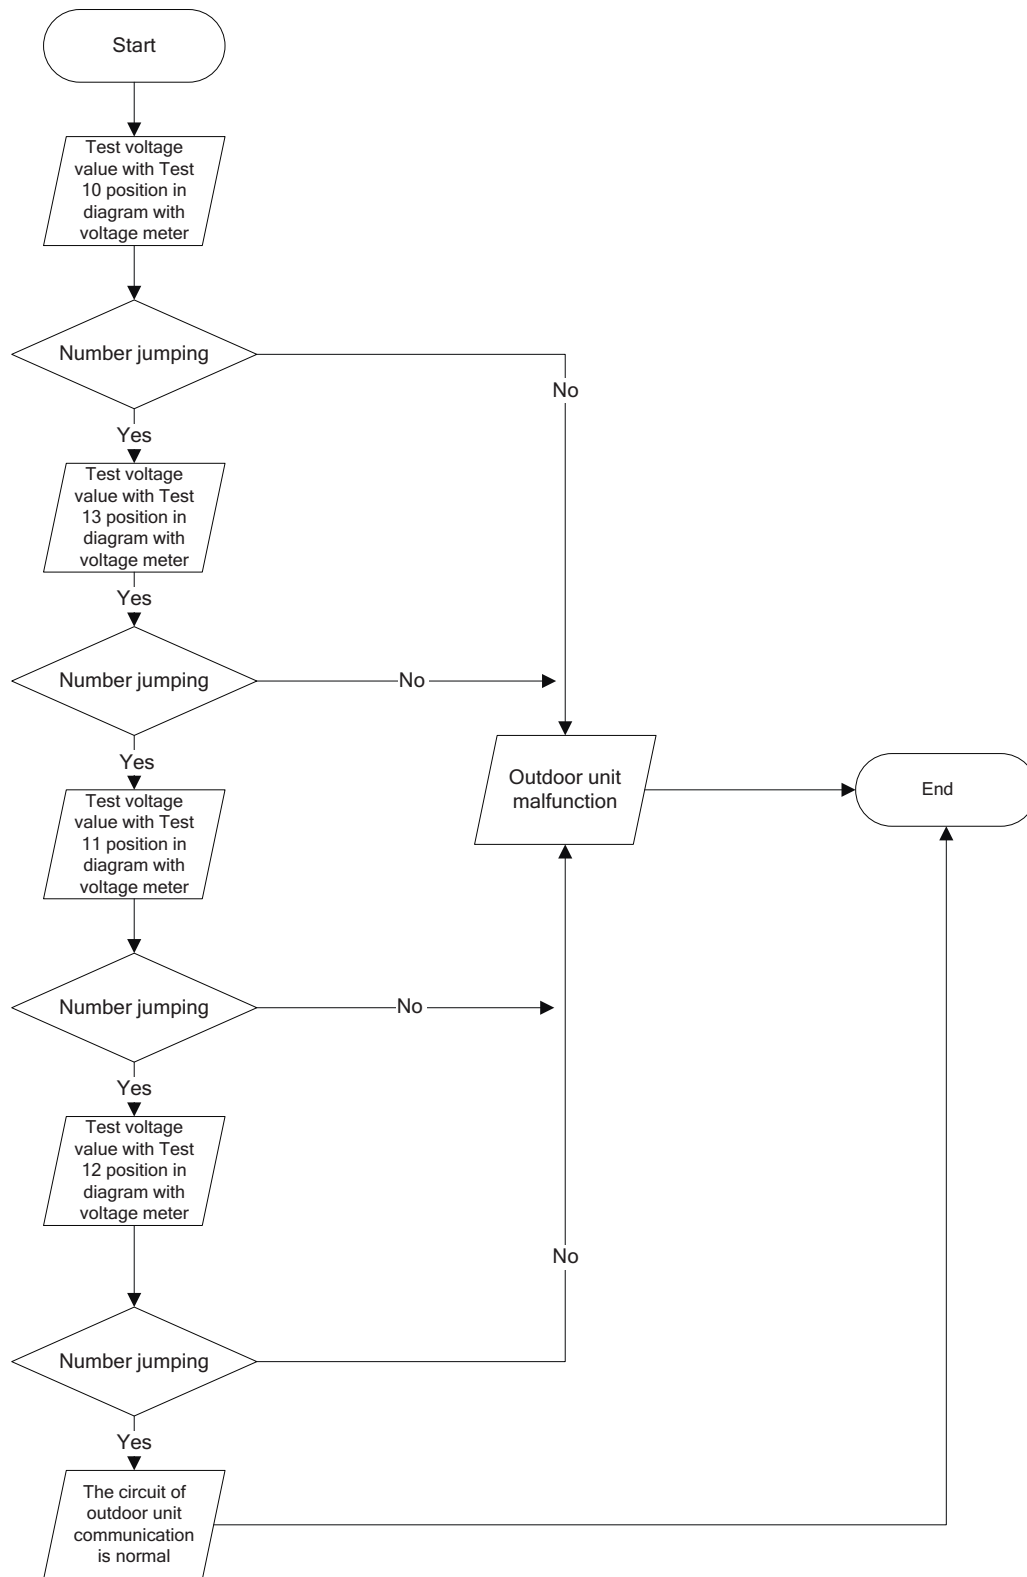 Start
Test voltage
value with Test
10 position in
diagram with
voltage meter
Number jumping
No
Yes
Test voltage
value with Test
13 position in
diagram with
voltage meter
Yes
Number jumping
No
Yes
Outdoor unit
malfunction
End
Test voltage
value with Test
11 position in
diagram with
voltage meter
Number jumping
No
Yes
Test voltage
value with Test
12 position in
diagram with
voltage meter
No
Number jumping
Yes
The circuit of
outdoor unit
communication
is normal